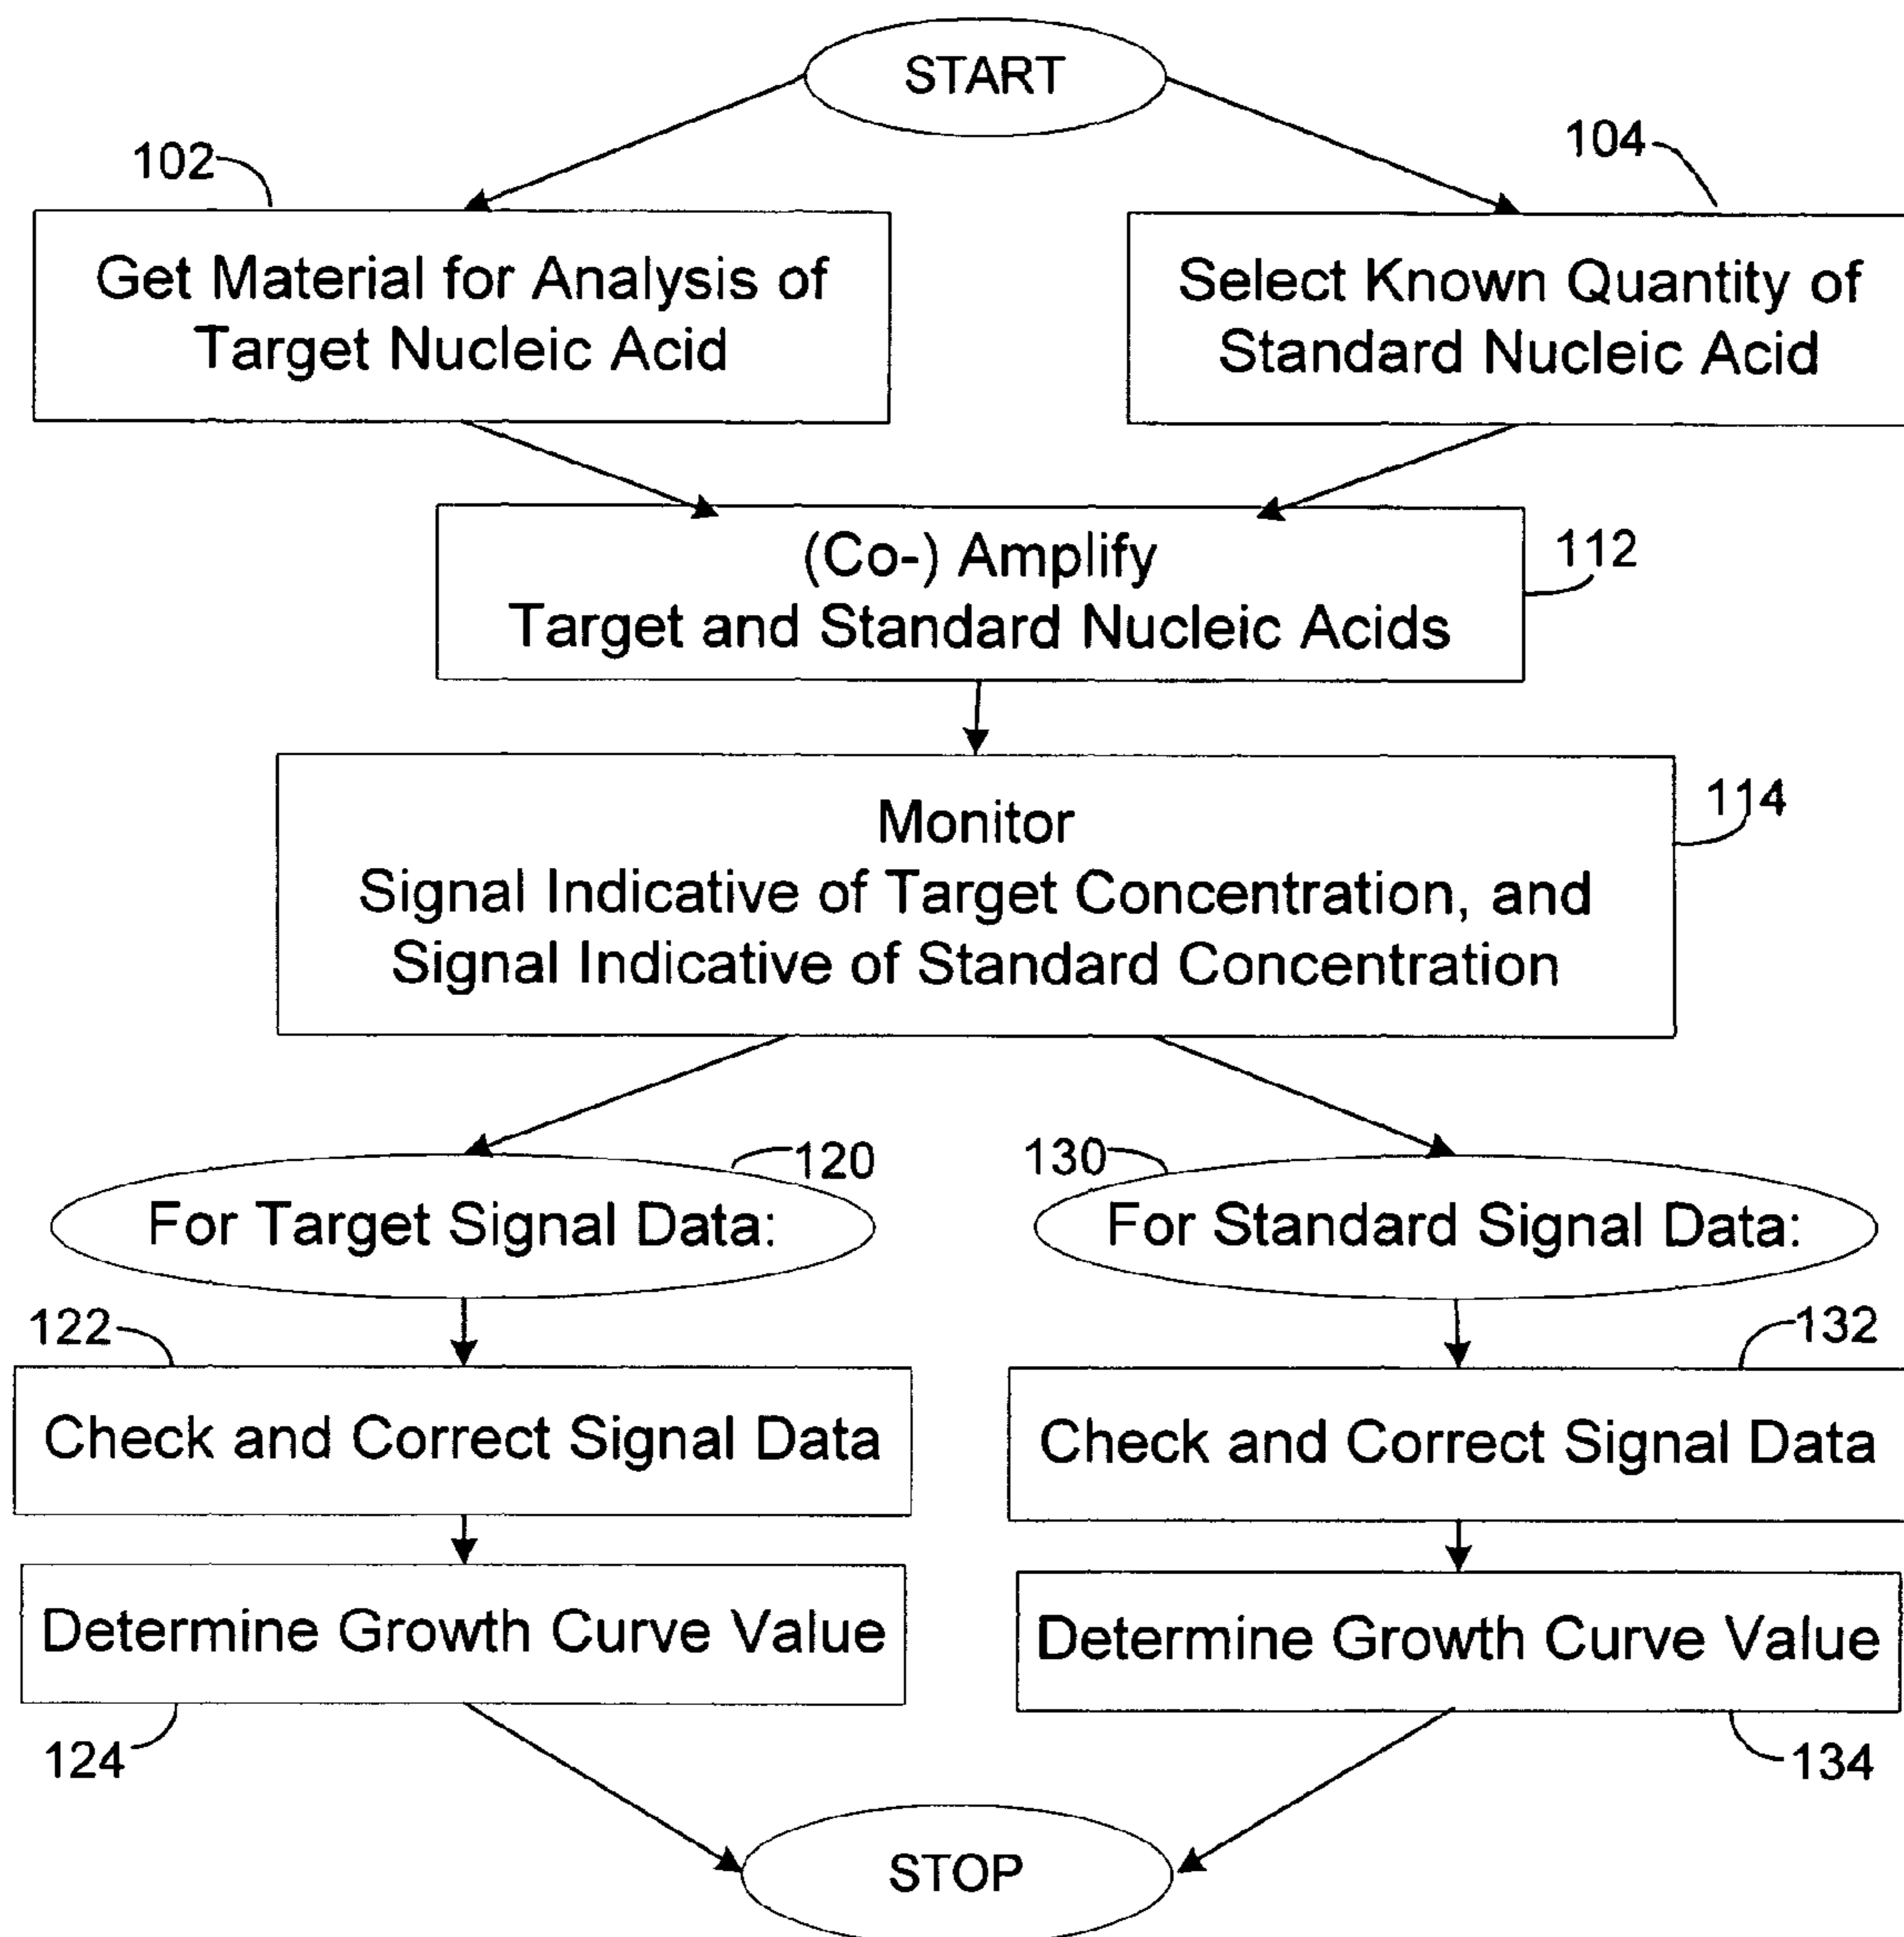 START
102
104
Get Material for Analysis of
Target Nucleic Acid
Select Known Quantity of
Standard Nucleic Acid
(Co-) Amplify
Target and Standard Nucleic Acids
112
Monitor
Signal Indicative of Target Concentration, and
Signal Indicative of Standard Concentration
114
120
130
For Target Signal Data:
For Standard Signal Data:
122
132
Check and Correct Signal Data
Check and Correct Signal Data
Determine Growth Curve Value
Determine Growth Curve Value
124
134
STOP